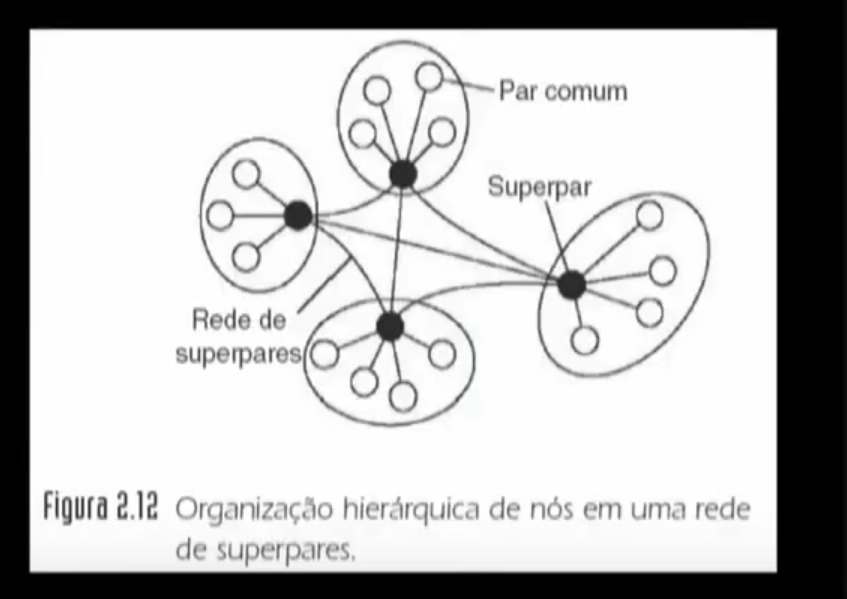 Par comum
Superpar
Rede de
superpares
Figura 2.12 Organização hierárquica de nós em uma rede
de superpares.